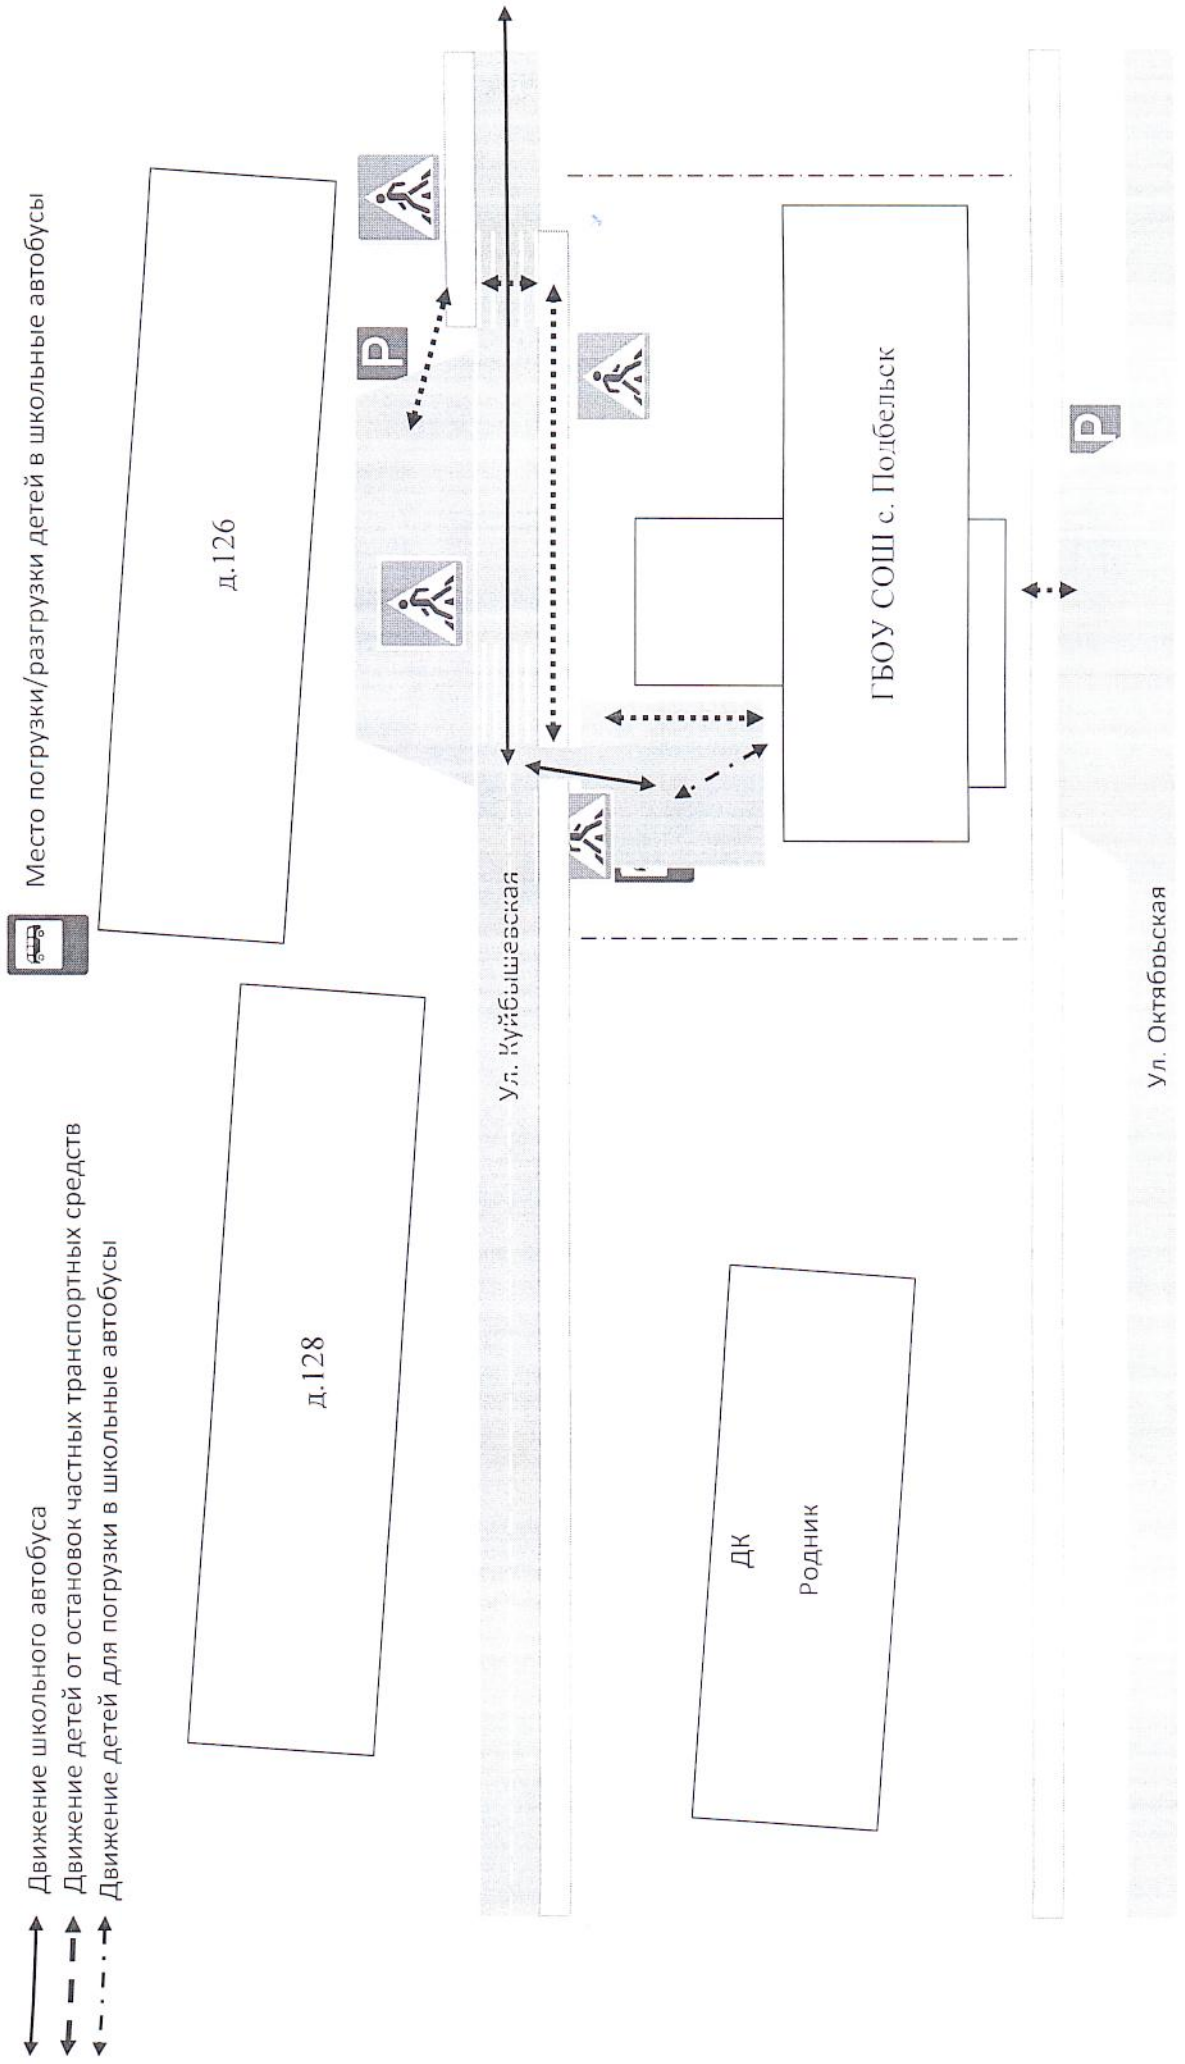 Движение школьного автобуса
Движение детей от остановок частных транспортных средств
Движение детей для погрузки в школьные автобусы
Место погрузки/разгрузки детей в школьные автобусы
д.128
д.126
P
Ул. Куйбышевская
ДК
Родник
ГБОУ СОШ с. Подбельск
P
Ул. Октябрьская